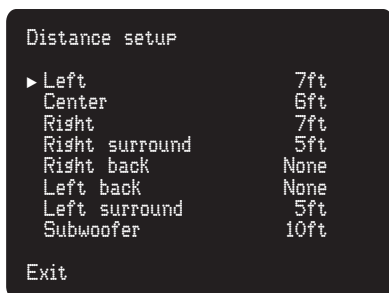 Distance setup
▶ Left 7ft
Center 6ft
Right 7ft
Right surround 5ft
Right back None
Left back None
Left surround 5ft
Subwoofer 10ft
Exit